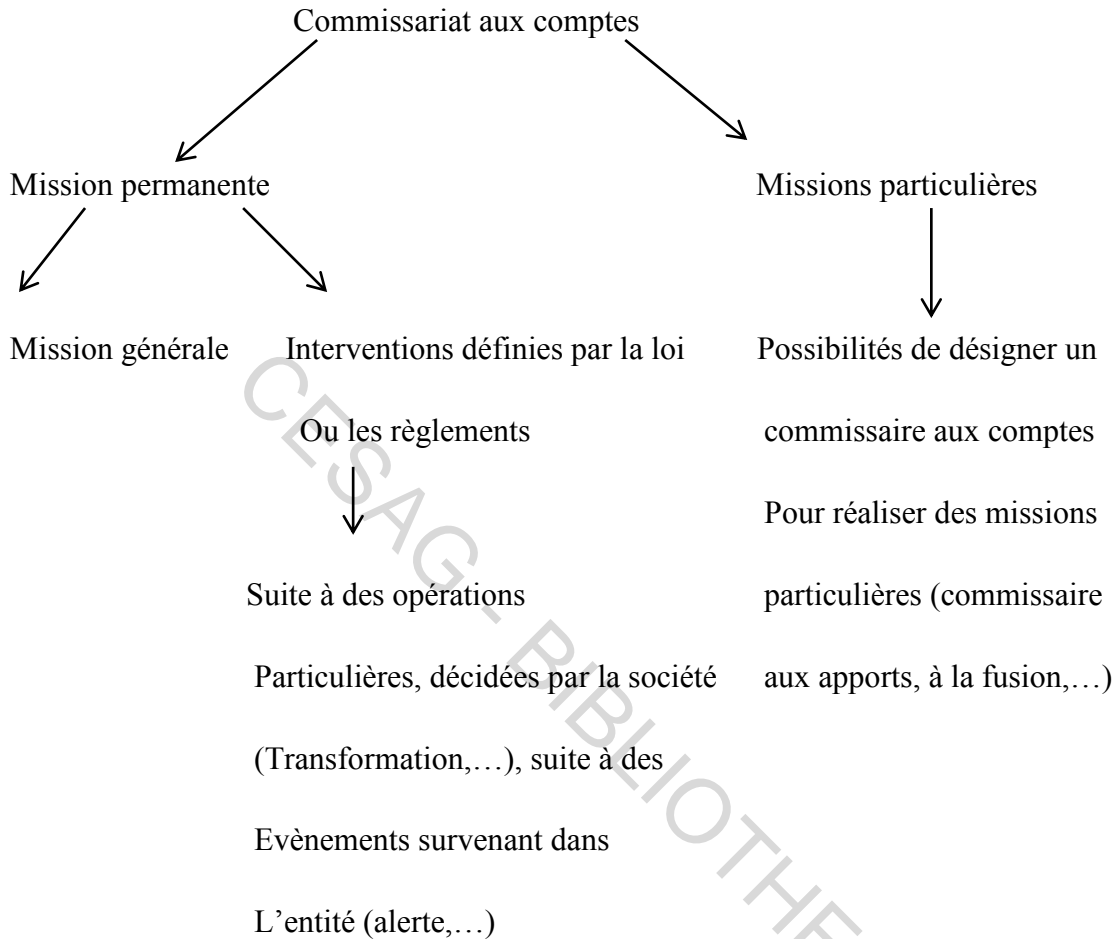 Commissariat aux comptes
Mission permanente
Missions particulières
Mission générale
Interventions définies par la loi
Ou les règlements
Suite à des opérations
Particulières, décidées par la société
(Transformation,…), suite à des
Evènements survenant dans
L’entité (alerte,…)
Possibilités de désigner un
commissaire aux comptes
Pour réaliser des missions
particulières (commissaire
aux apports, à la fusion,…)
CESAG - BIBLIOTHE